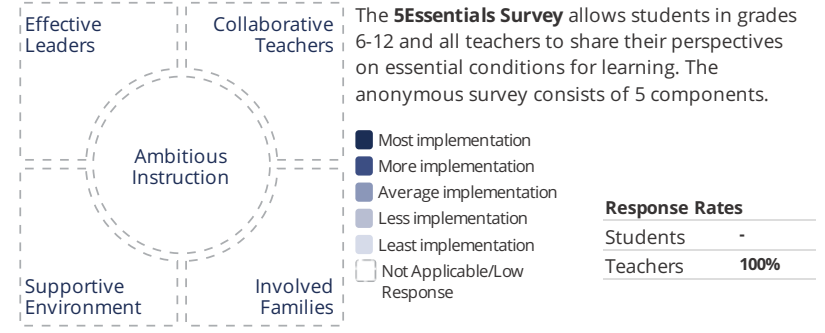 Effective
Leaders
Collaborative
Teachers
Ambitious
Instruction
Supportive
Environment
Involved
Families
The 5Essentials Survey allows students in grades
6-12 and all teachers to share their perspectives
on essential conditions for learning. The
anonymous survey consists of 5 components.
Most implementation
More implementation
Average implementation
Less implementation
Least implementation
Not Applicable/Low
Response
Response Rates
Students -
Teachers 100%